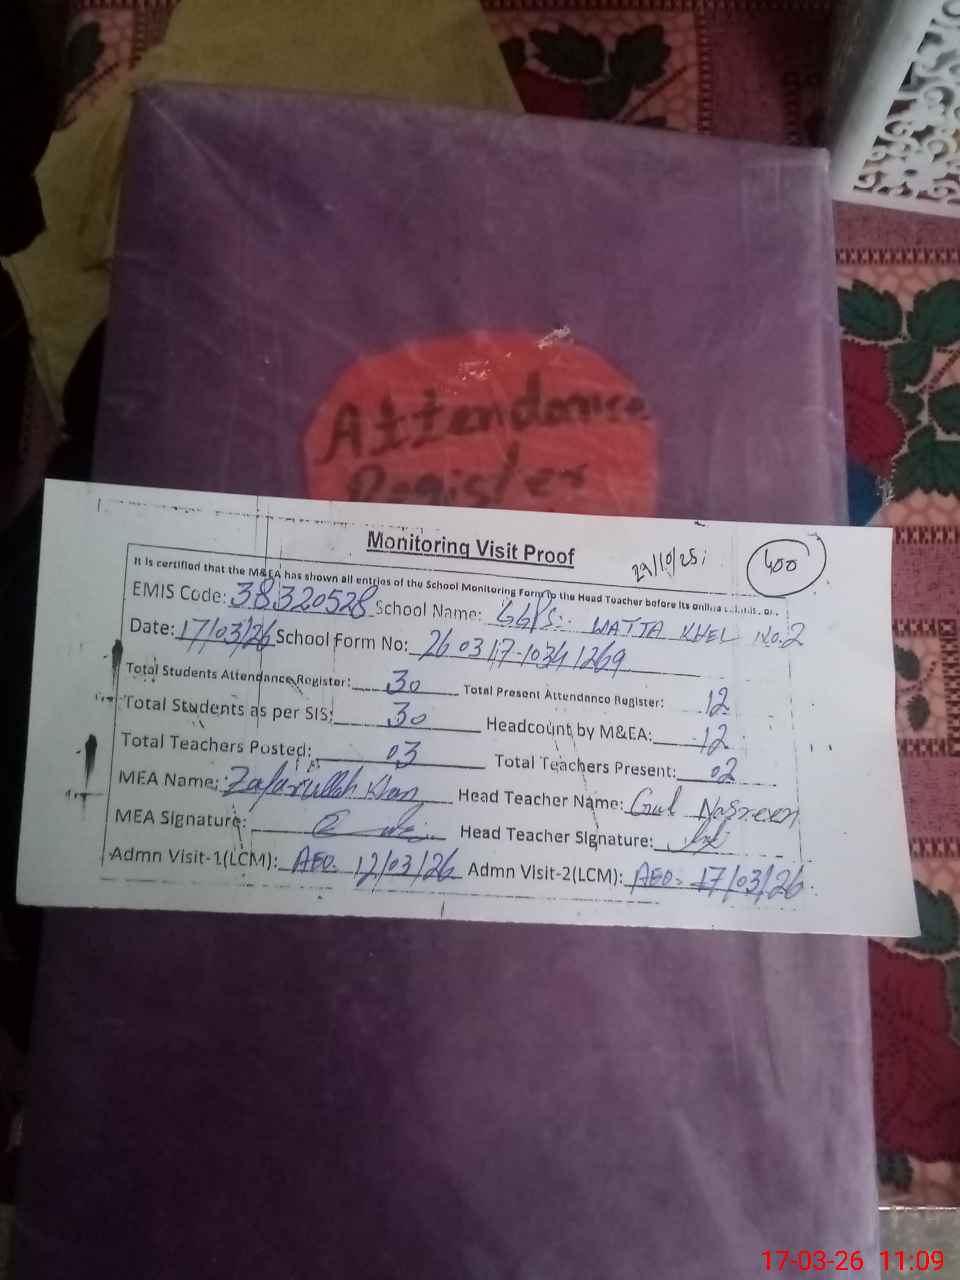 Attendance
Register
Monitoring Visit Proof
29/10/25
400
It is certified that the M&EA has shown all entries of the School Monitoring Form to the Head Teacher before its online
EMIS Code: 38320528 School Name: GGPS. WATTA KHEL No.2
Date: 17/03/26 School Form No: 260317-10341269
Total Students Attendance Register: 30 Total Present Attendance Register: 12
Total Students as per SIS: 30 Headcount by M&EA: 12
Total Teachers Posted: 03 Total Teachers Present: 02
MEA Name: Zafarullah Khan Head Teacher Name: Gul Nasreen
MEA Signature: Head Teacher Signature:
Admn Visit-1(LCM): AEO. 12/03/26 Admn Visit-2(LCM): AEO. 17/03/26
17-03-26 11:09